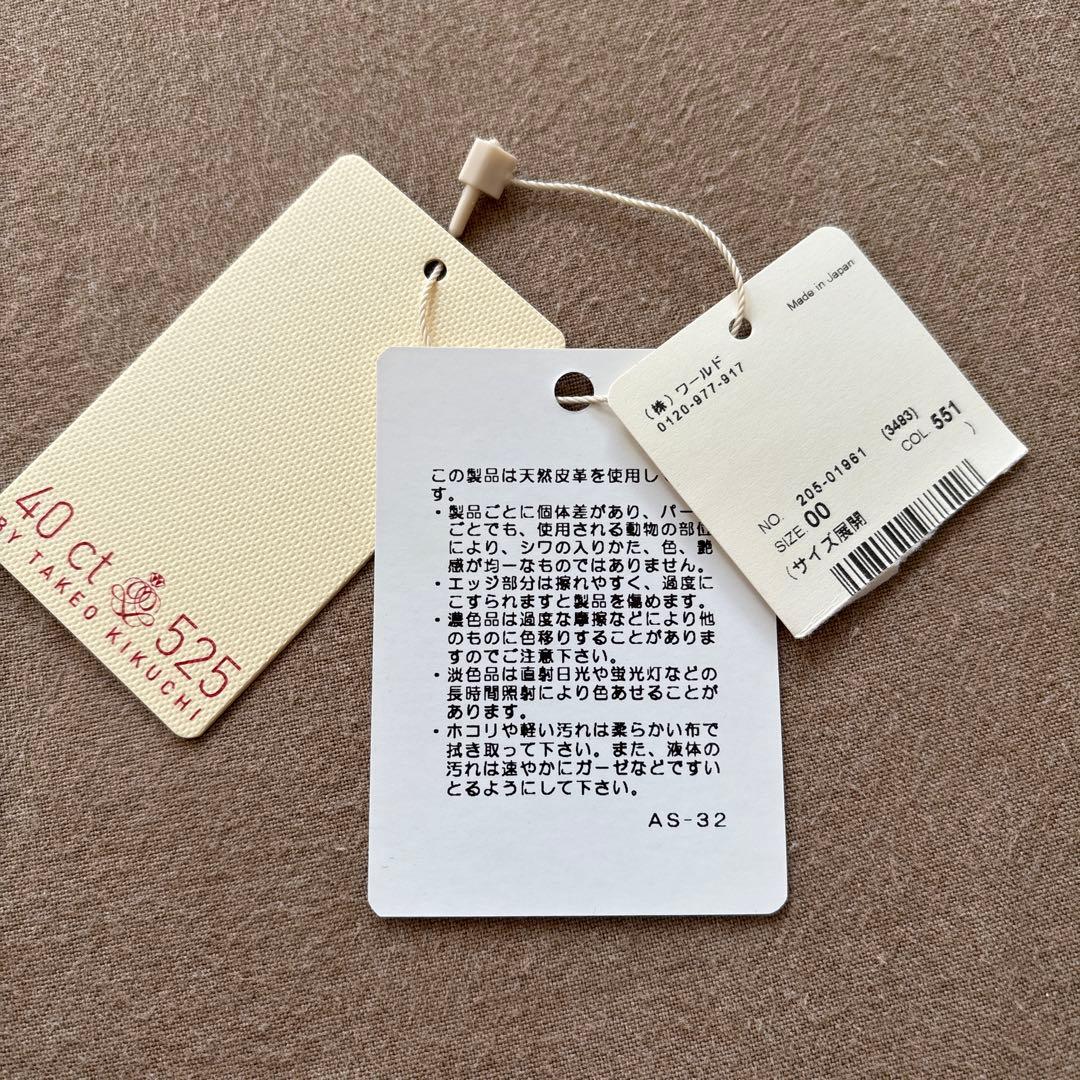 40 ct & 525
BY TAKEO KIKUCHI
この製品は天然皮革を使用し
す。
・製品ごとに個体差があり、パー
ごとでも、使用される動物の部位
により、シワの入りかた、色、艶
感が均一なものではありません。
・エッジ部分は擦れやすく、過度に
こすられますと製品を傷めます。
・濃色品は過度な摩擦などにより他
のものに色移りすることがありま
すのでご注意下さい。
・淡色品は直射日光や蛍光灯などの
長時間照射により色あせることが
あります。
・ホコリや軽い汚れは柔らかい布で
拭き取って下さい。また、液体の
汚れは速やかにガーゼなどですい
とるようにして下さい。
AS-32
Made in Japan
(株)ワールド
0120-977-917
(3483)
NO. 205-01961
COL. 551
SIZE. 00
(サイズ展開 )